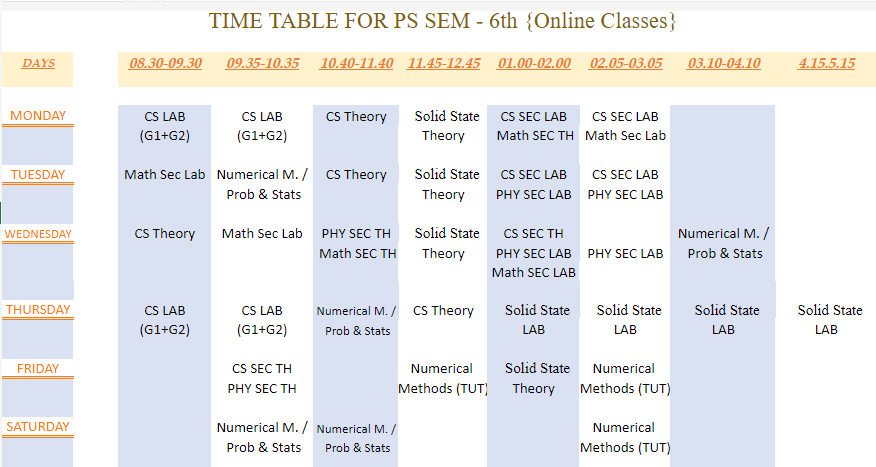 TIME TABLE FOR PS SEM - 6th {Online Classes}
DAYS 08.30-09.30 09.35-10.35 10.40-11.40 11.45-12.45 01.00-02.00 02.05-03.05 03.10-04.10 4.15.5.15
MONDAY CS LAB CS LAB CS Theory Solid State CS SEC LAB CS SEC LAB
(G1+G2) (G1+G2) Theory Math SEC TH Math Sec Lab
TUESDAY Math Sec Lab Numerical M. / CS Theory Solid State CS SEC LAB CS SEC LAB
Prob & Stats Theory PHY SEC LAB PHY SEC LAB
WEDNESDAY CS Theory Math Sec Lab PHY SEC TH Solid State CS SEC TH Numerical M. /
Math SEC TH Theory PHY SEC LAB PHY SEC LAB Prob & Stats
Math SEC LAB
THURSDAY CS LAB CS LAB Numerical M. / CS Theory Solid State Solid State Solid State Solid State
(G1+G2) (G1+G2) Prob & Stats LAB LAB LAB LAB
FRIDAY CS SEC TH Numerical Solid State Numerical
PHY SEC TH Methods (TUT) Theory Methods (TUT)
SATURDAY Numerical M. / Numerical M. / Numerical
Prob & Stats Prob & Stats Methods (TUT)